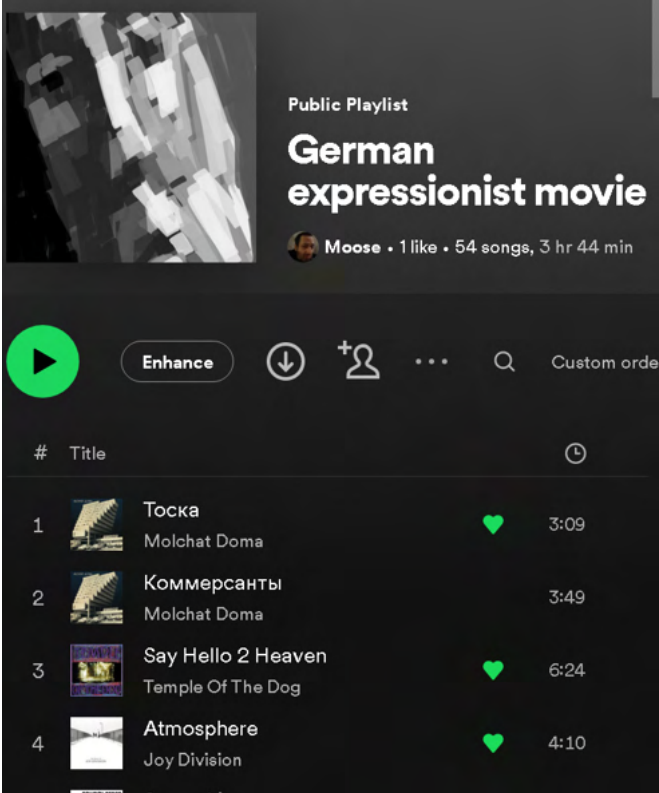 Public Playlist
German
expressionist movie
Moose • 1 like • 54 songs, 3 hr 44 min
Enhance
Custom orde
# Title
1 Тоска 3:09
Molchat Doma
2 Коммерсанты 3:49
Molchat Doma
3 Say Hello 2 Heaven 6:24
Temple Of The Dog
4 Atmosphere 4:10
Joy Division